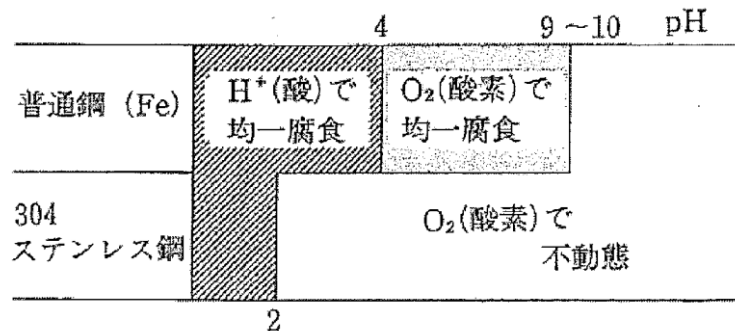 4 9～10 pH
普通鋼 (Fe)
H⁺(酸)で
均一腐食
O₂(酸素)で
均一腐食
304
ステンレス鋼
O₂(酸素)で
不動態
2